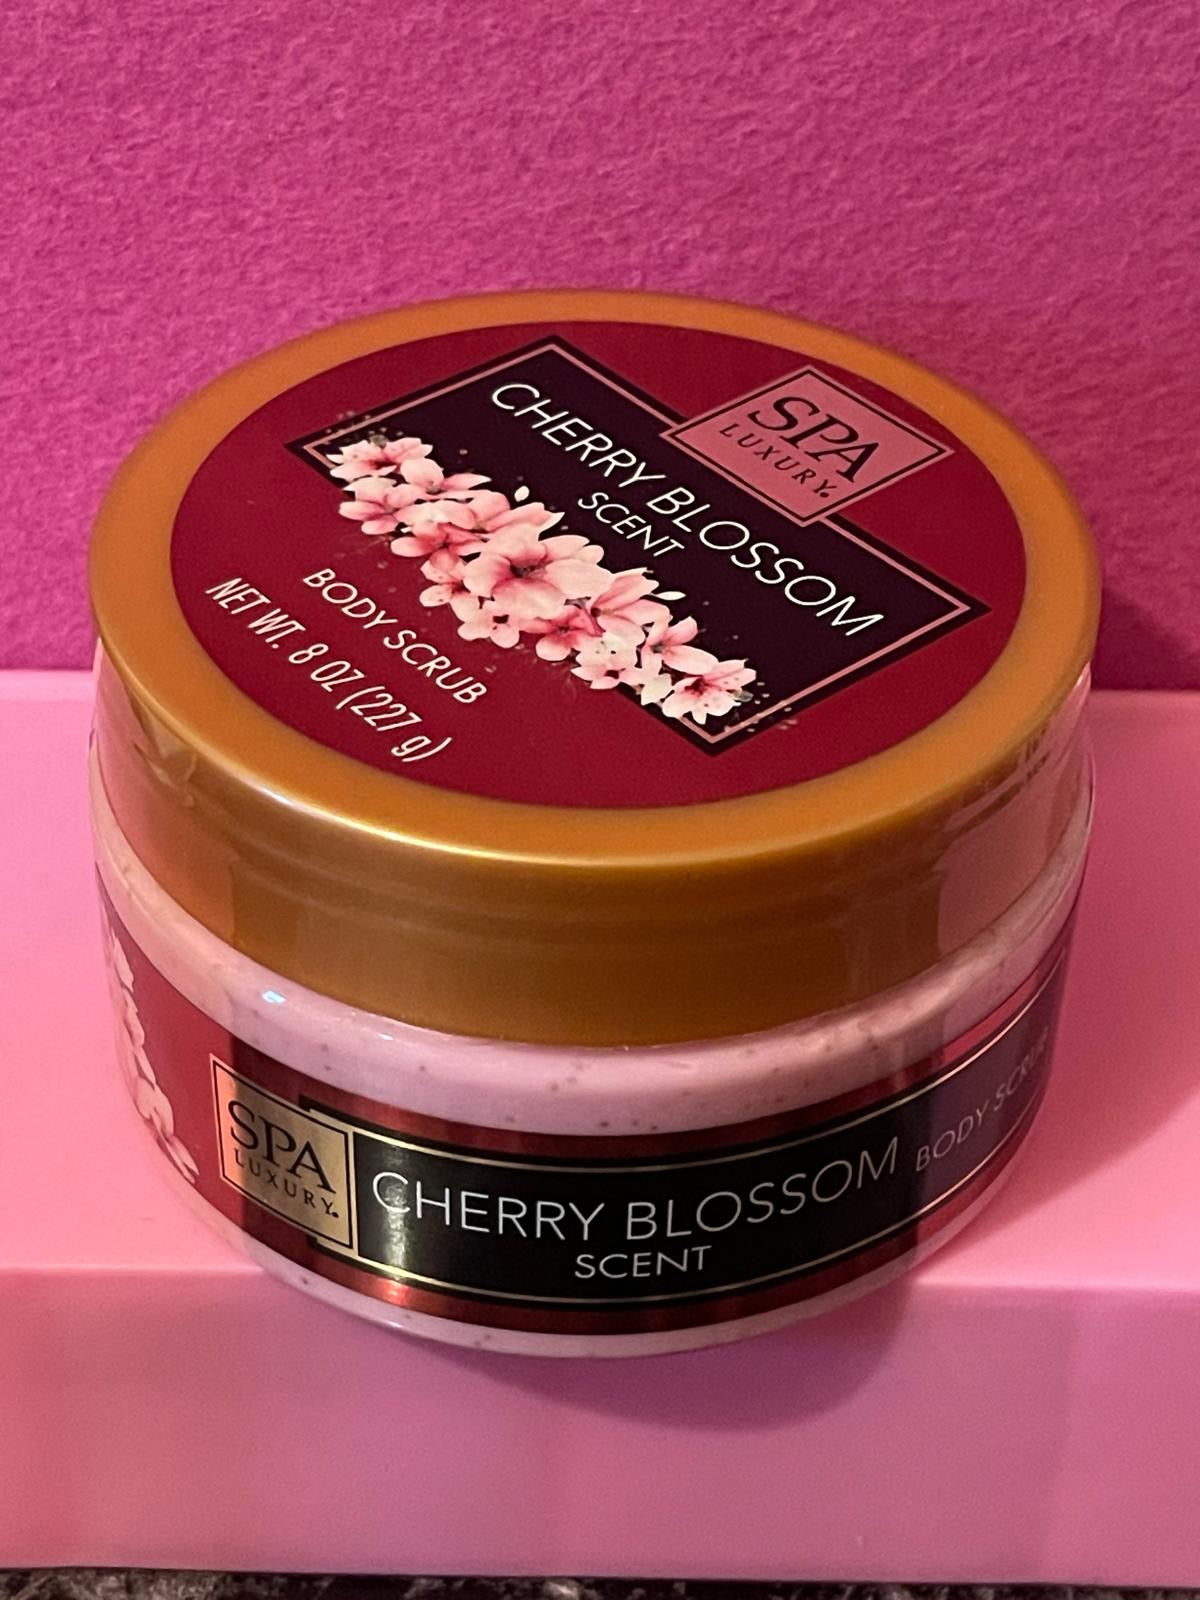 SPA
LUXURY.
CHERRY BLOSSOM
SCENT
BODY SCRUB
NET WT. 8 OZ (227 g)
SPA
LUXURY.
CHERRY BLOSSOM
SCENT
BODY SCRUB